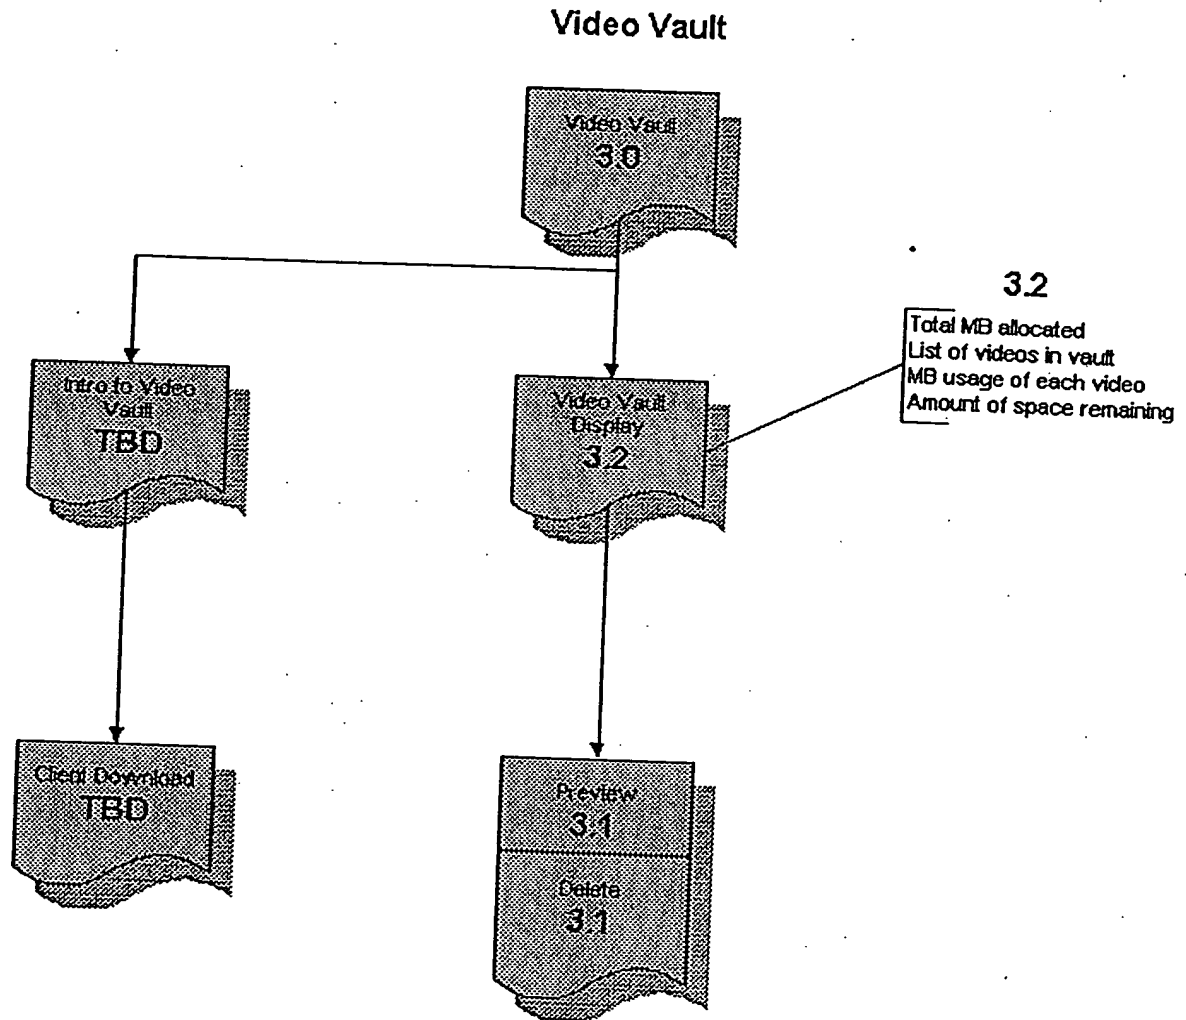 Video Vault
Video Vault
3.0
3.2
Total MB allocated
List of videos in vault
MB usage of each video
Amount of space remaining
Intro to Video
Vault
TBD
Video Vault
Display
3.2
Client Download
TBD
Preview
3.1
Delete
3.1